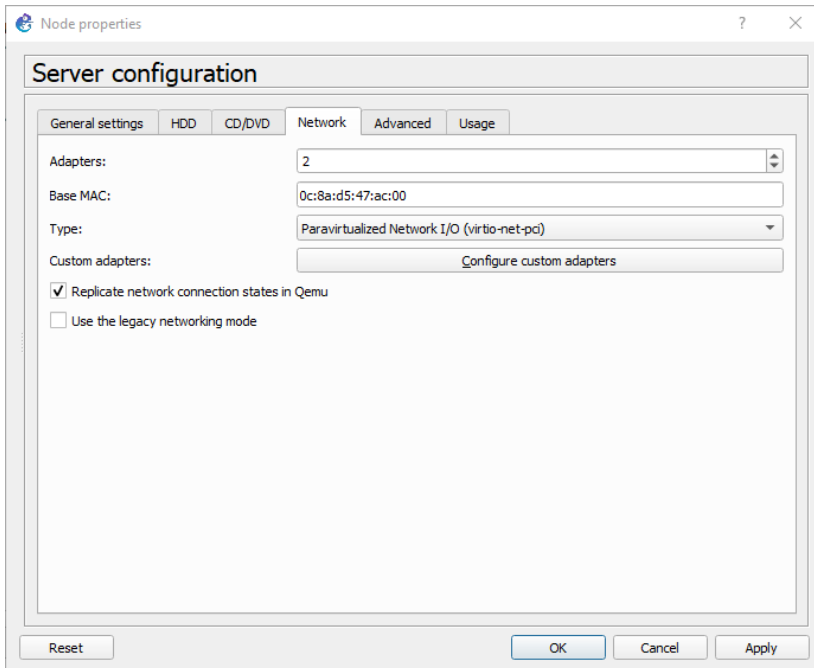 Node properties
Server configuration
General settings HDD CD/DVD Network Advanced Usage
Adapters: 2
Base MAC: 0c:8a:d5:47:ac:00
Type: Paravirtualized Network I/O (virtio-net-pci)
Custom adapters: Configure custom adapters
Replicate network connection states in Qemu
Use the legacy networking mode
Reset OK Cancel Apply